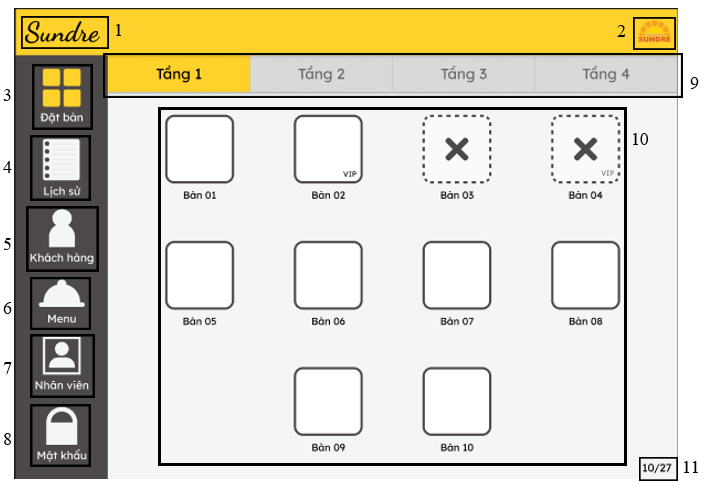 Sundre 1
2 SUNDRE
Tầng 1 Tầng 2 Tầng 3 Tầng 4
9
3
Đặt bàn
4
Lịch sử
5
Khách hàng
6
Menu
7
Nhân viên
8
Mật khẩu
10
VIP
VIP
Bàn 01 Bàn 02 Bàn 03 Bàn 04
Bàn 05 Bàn 06 Bàn 07 Bàn 08
Bàn 09 Bàn 10
10/27 11